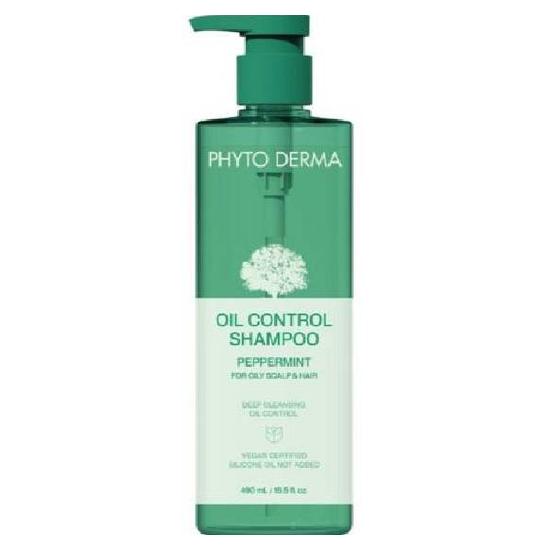 PHYTO DERMA
OIL CONTROL
SHAMPOO
PEPPERMINT
FOR OILY SCALP & HAIR
DEEP CLEANSING
OIL CONTROL
VEGAN CERTIFIED
SILICONE OIL NOT ADDED
490 mL / 16.5 fl. oz